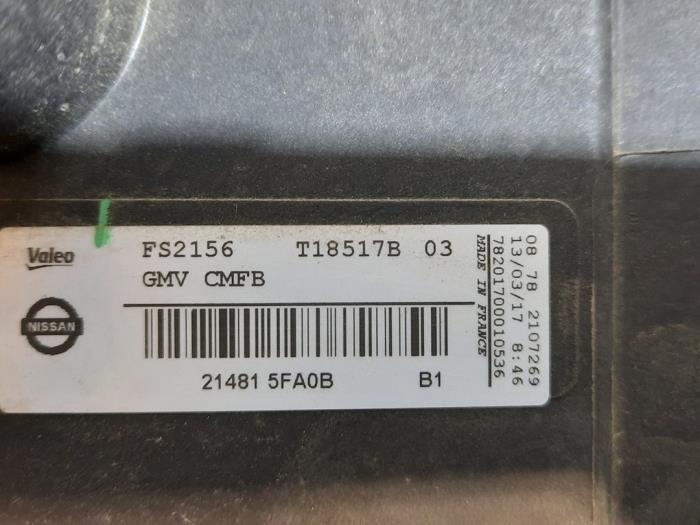 Valeo
FS2156 T18517B 03
GMV CMFB
NISSAN
21481 5FA0B B1
MADE IN FRANCE
78201700010536
13/03/17 8:46
08 78 2107269